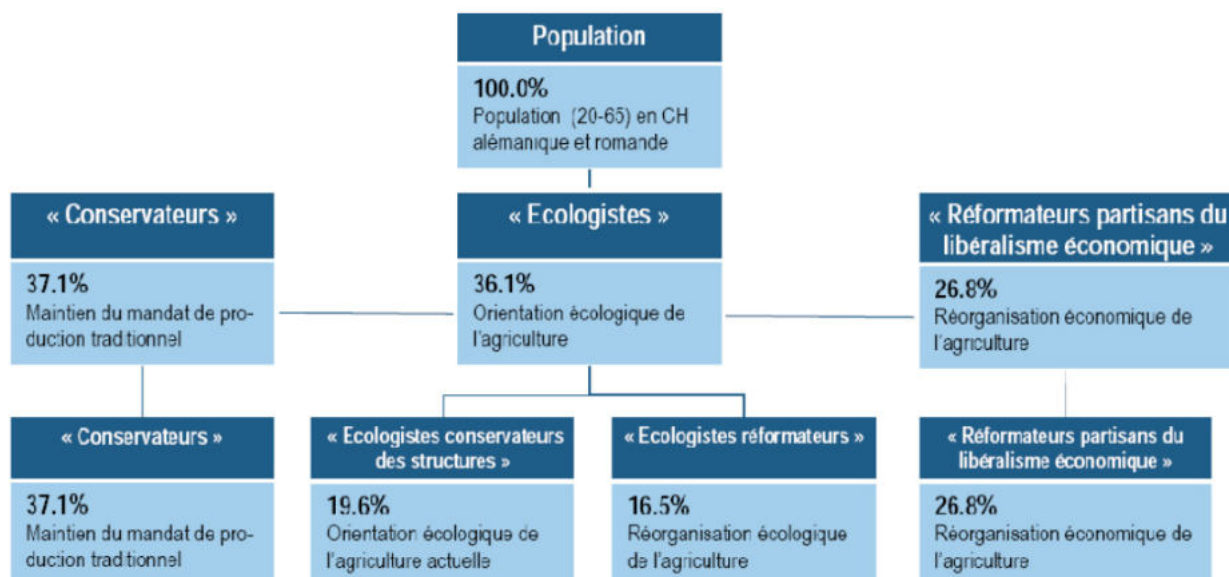 Population
100.0%
Population (20-65) en CH
alémanique et romande
« Conservateurs »
37.1%
Maintien du mandat de pro-
duction traditionnel
« Ecologistes »
36.1%
Orientation écologique de
l'agriculture
« Réformateurs partisans du
libéralisme économique »
26.8%
Réorganisation économique de
l'agriculture
« Conservateurs »
37.1%
Maintien du mandat de pro-
duction traditionnel
« Ecologistes conservateurs
des structures »
19.6%
Orientation écologique de
l'agriculture actuelle
« Ecologistes réformateurs »
16.5%
Réorganisation écologique
de l'agriculture
« Réformateurs partisans du
libéralisme économique »
26.8%
Réorganisation économique de
l'agriculture